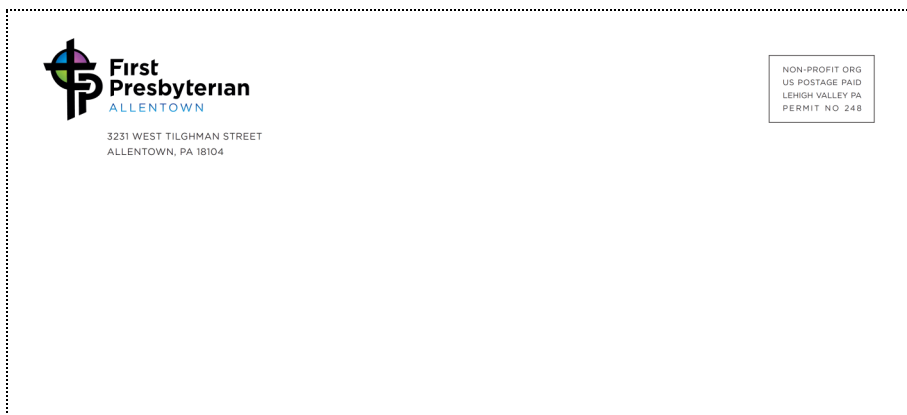 First
Presbyterian
ALLENTOWN
3231 WEST TILGHMAN STREET
ALLENTOWN, PA 18104
NON-PROFIT ORG
US POSTAGE PAID
LEHIGH VALLEY PA
PERMIT NO 248